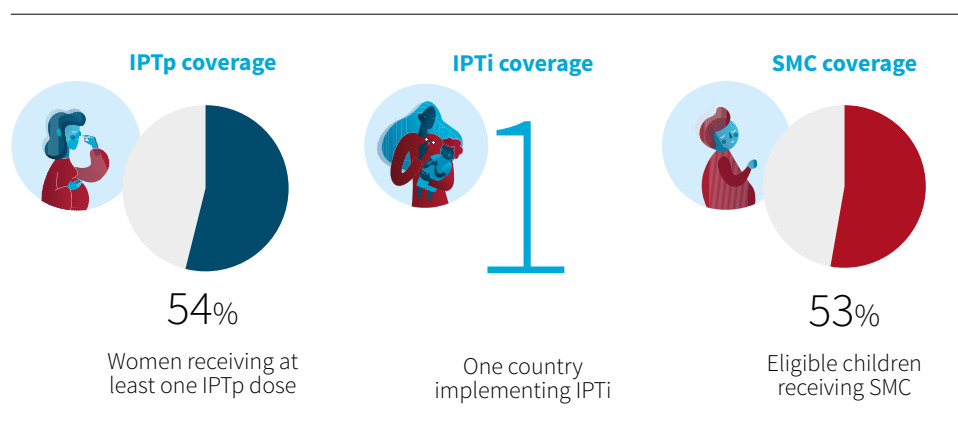 IPTp coverage
54%
Women receiving at
least one IPTp dose
IPTi coverage
1
One country
implementing IPTi
SMC coverage
53%
Eligible children
receiving SMC